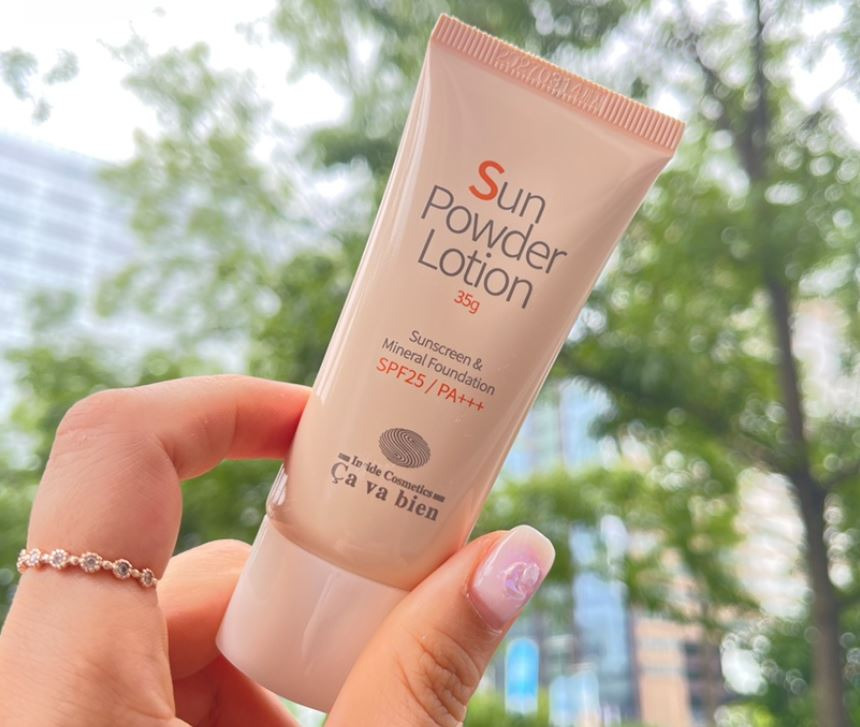 Sun
Powder
Lotion
35g
Sunscreen &
Mineral Foundation
SPF25 / PA+++
Inside Cosmetics
Ça va bien